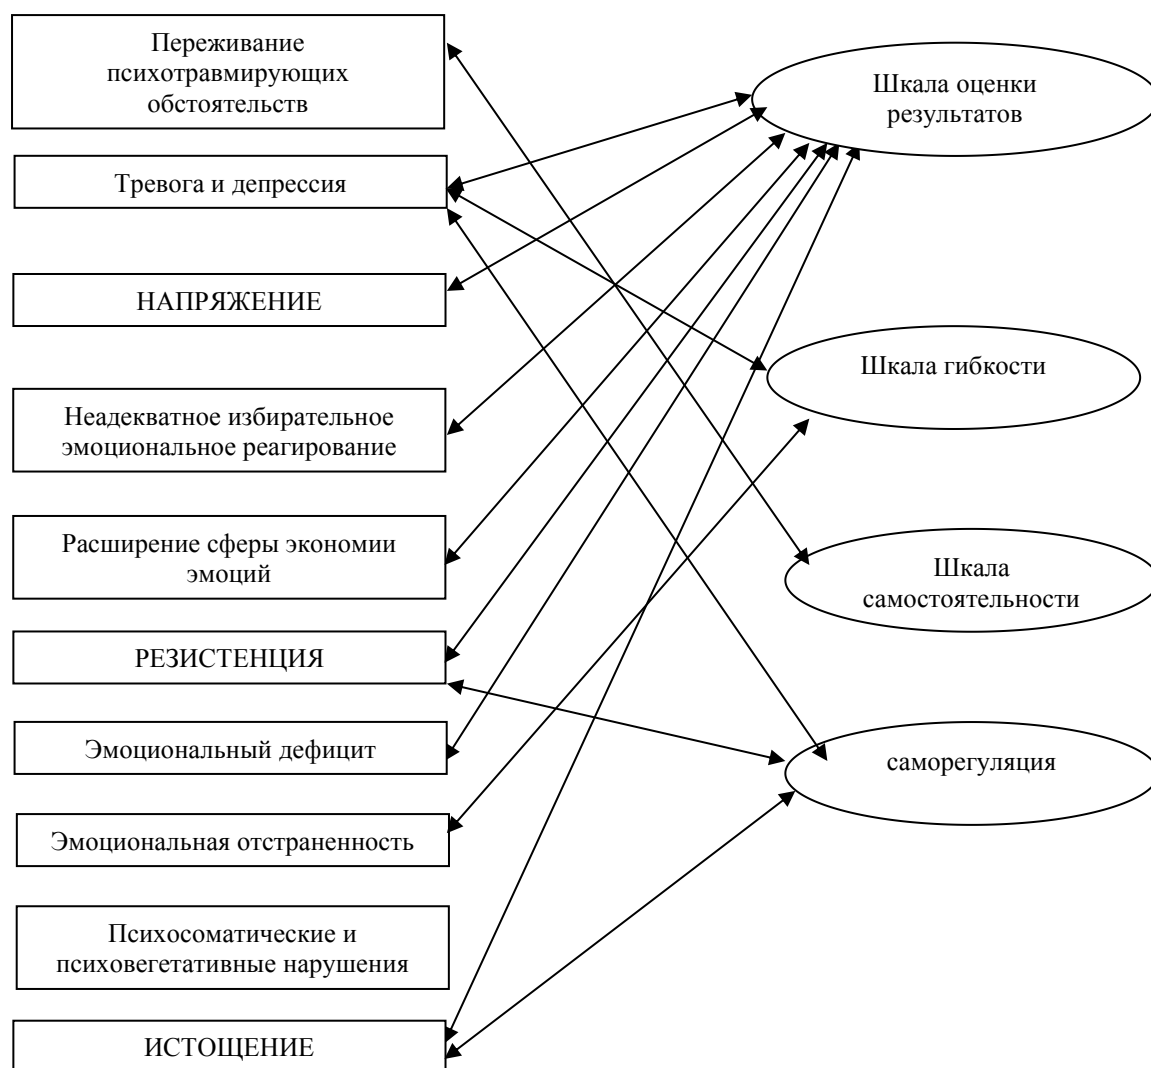 Переживание
психотравмирующих
обстоятельств
Тревога и депрессия
НАПРЯЖЕНИЕ
Неадекватное избирательное
эмоциональное реагирование
Расширение сферы экономии
эмоций
РЕЗИСТЕНЦИЯ
Эмоциональный дефицит
Эмоциональная отстраненность
Психосоматические и
психовегетативные нарушения
ИСТОЩЕНИЕ
Шкала оценки
результатов
Шкала гибкости
Шкала
самостоятельности
саморегуляция